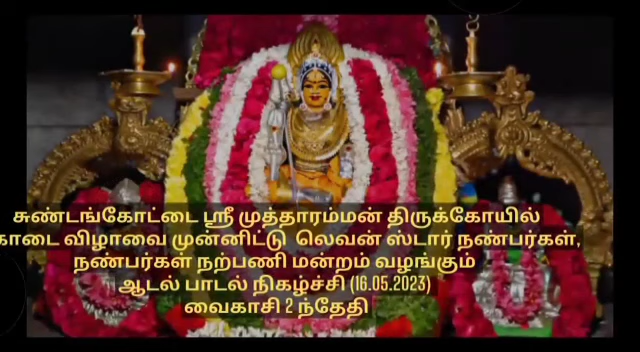 சுண்டங்கோட்டை ஸ்ரீ முத்தாரம்மன் திருக்கோயில்
விழாவை முன்னிட்டு லெவன் ஸ்டார் நண்பர்கள்,
நண்பர்கள் நற்பணி மன்றம் வழங்கும்
ஆடல் பாடல் நிகழ்ச்சி (16.05.2023)
வைகாசி 2 ந்தேதி